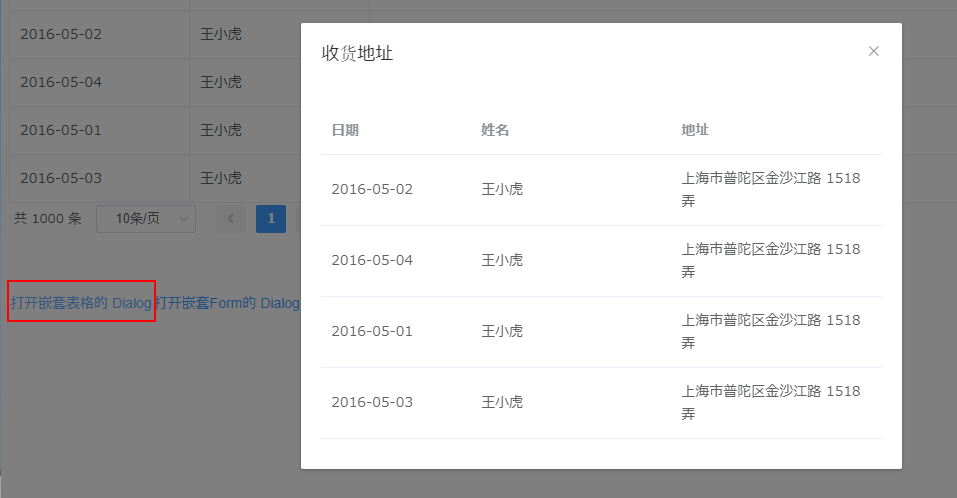 2016-05-02 王小虎
2016-05-04 王小虎
2016-05-01 王小虎
2016-05-03 王小虎
共 1000 条 10条/页 1
打开嵌套表格的 Dialog 打开嵌套Form的 Dialog
收货地址
日期 姓名 地址
2016-05-02 王小虎 上海市普陀区金沙江路 1518
弄
2016-05-04 王小虎 上海市普陀区金沙江路 1518
弄
2016-05-01 王小虎 上海市普陀区金沙江路 1518
弄
2016-05-03 王小虎 上海市普陀区金沙江路 1518
弄